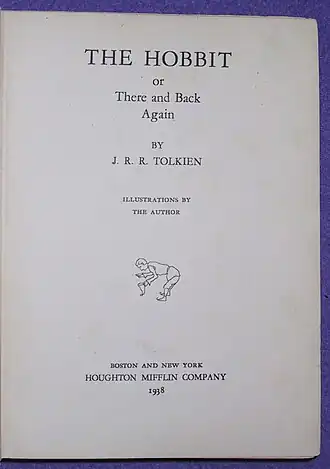 THE HOBBIT
or
There and Back
Again
BY
J. R. R. TOLKIEN
ILLUSTRATIONS BY
THE AUTHOR
BOSTON AND NEW YORK
HOUGHTON MIFFLIN COMPANY
1938